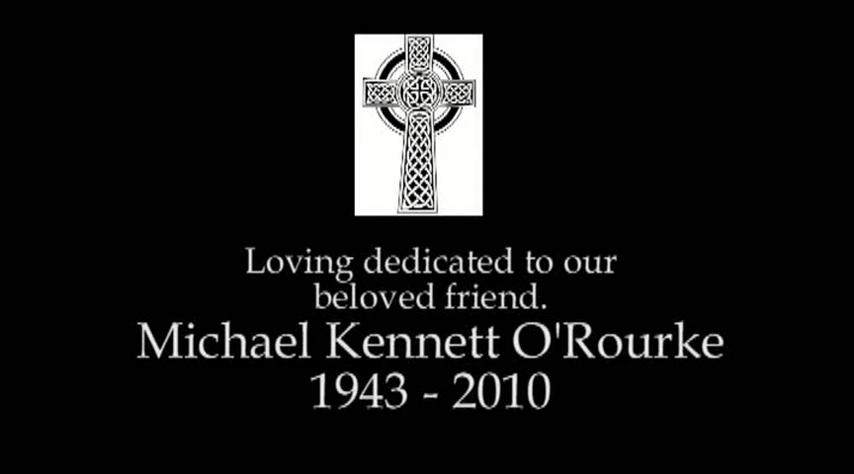 Loving dedicated to our
beloved friend.
Michael Kennett O'Rourke
1943 - 2010